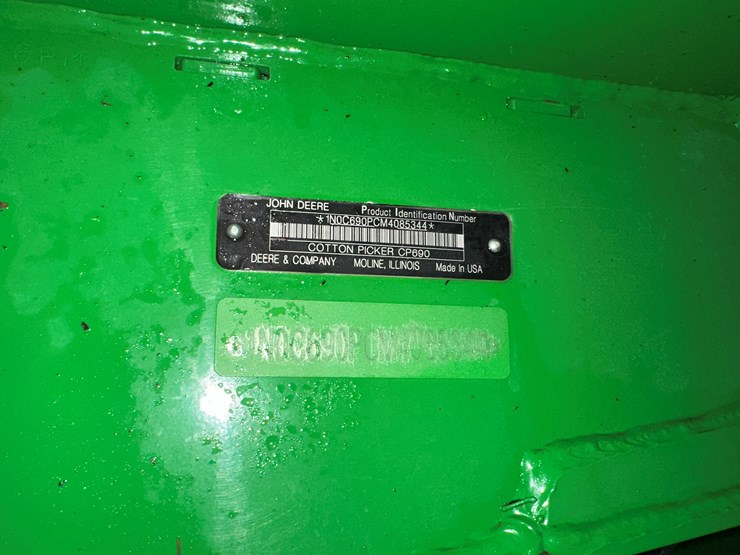 JOHN DEERE Product Identification Number
*1N0C690PCM4085344*
COTTON PICKER CP690
DEERE & COMPANY MOLINE, ILLINOIS Made in USA